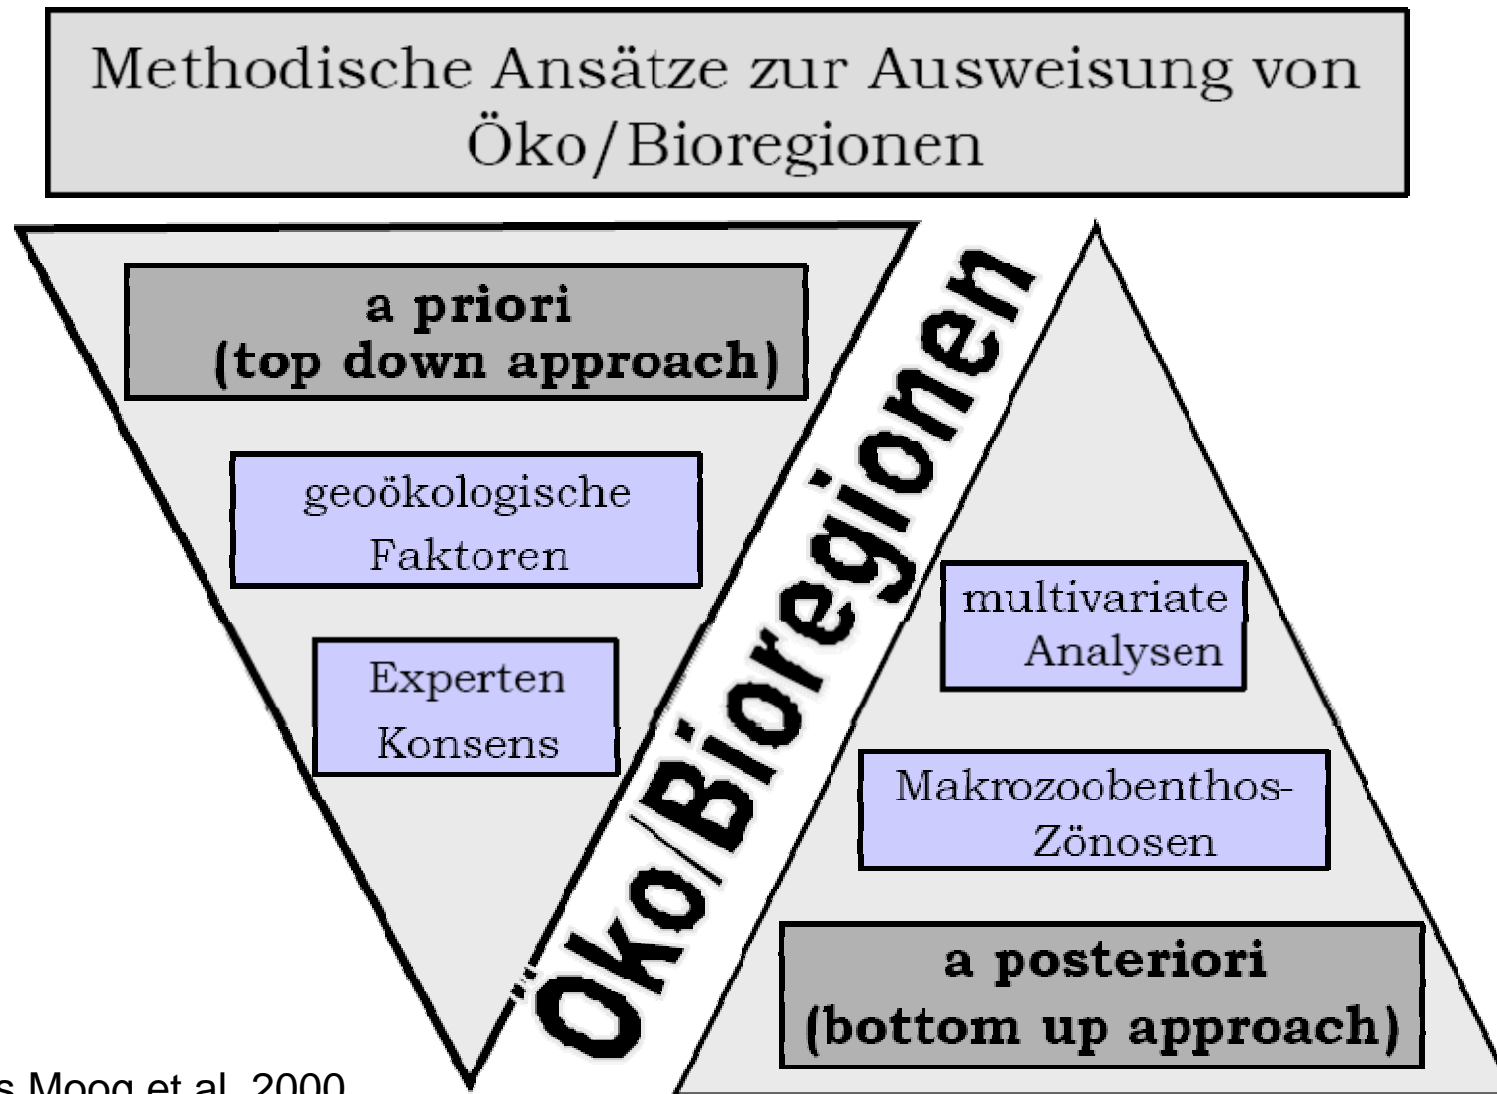 Methodische Ansätze zur Ausweisung von
Öko/Bioregionen
a priori
(top down approach)
geoökologische
Faktoren
Experten
Konsens
Öko/Bioregionen
multivariate
Analysen
Makrozoobenthos-
Zönosen
a posteriori
(bottom up approach)
Moog et al. 2000